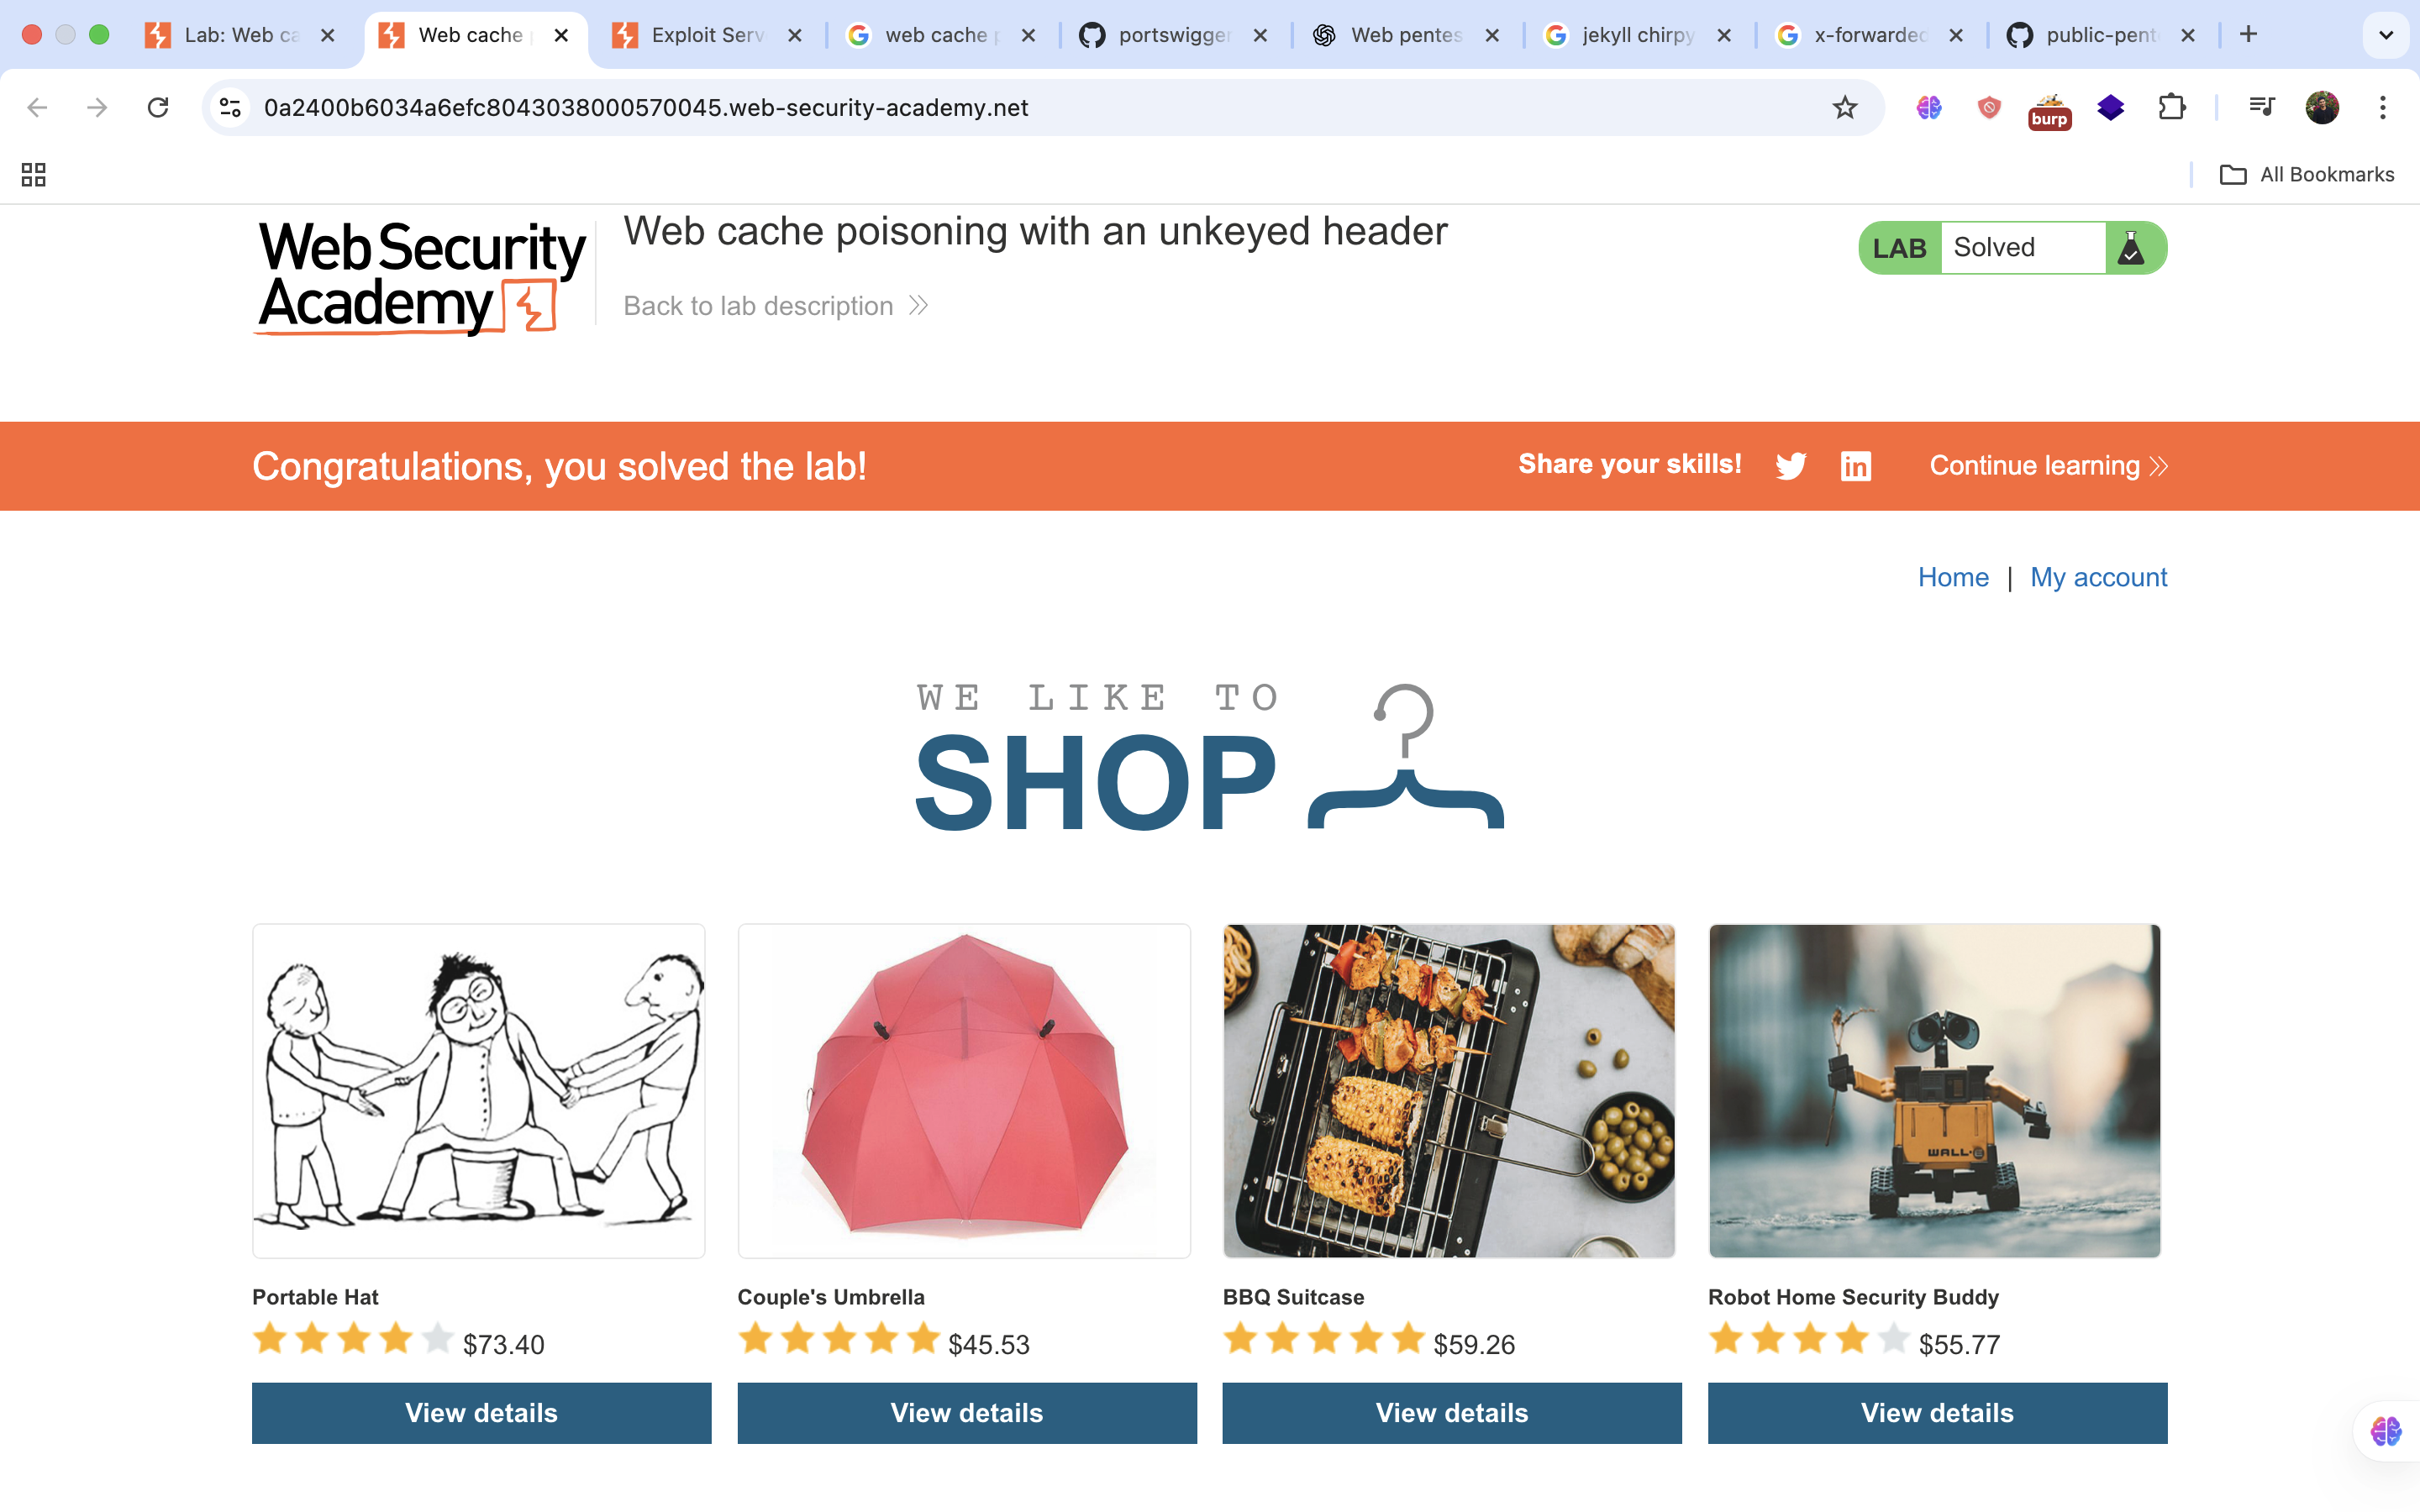 Lab: Web ca
Web cache
Exploit Serv
web cache p
portswigger
Web pentes
jekyll chirpy
x-forwarded
public-pent
0a2400b6034a6efc8043038000570045.web-security-academy.net
burp
All Bookmarks
Web Security
Academy
Web cache poisoning with an unkeyed header
Back to lab description
LAB Solved
Congratulations, you solved the lab!
Share your skills!
in
Continue learning
Home | My account
WE LIKE TO
SHOP
WALL·E
Portable Hat
$73.40
View details
Couple's Umbrella
$45.53
View details
BBQ Suitcase
$59.26
View details
Robot Home Security Buddy
$55.77
View details